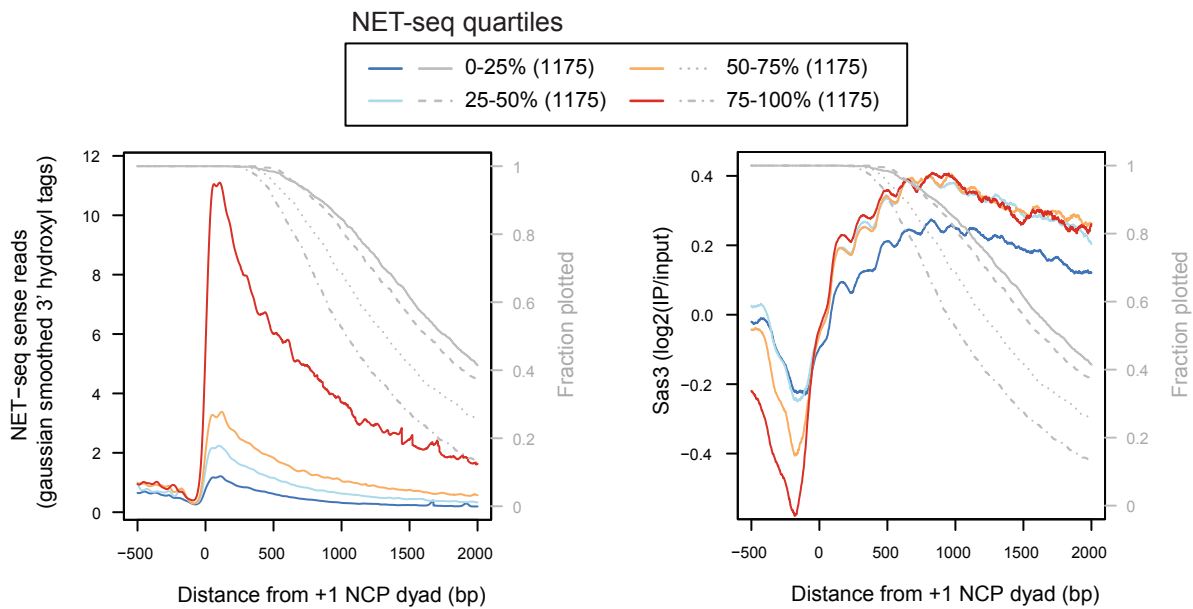 NET-seq quartiles
0-25% (1175)
50-75% (1175)
25-50% (1175)
75-100% (1175)
NET−seq sense reads
(gaussian smoothed 3' hydroxyl tags)
12
10
8
6
4
2
0
1
0.8
0.6
0.4
0.2
0
Fraction plotted
−500 0 500 1000 1500 2000
Distance from +1 NCP dyad (bp)
Sas3 (log2(IP/input)
0.4
0.2
0.0
−0.2
−0.4
1
0.8
0.6
0.4
0.2
0
Fraction plotted
−500 0 500 1000 1500 2000
Distance from +1 NCP dyad (bp)